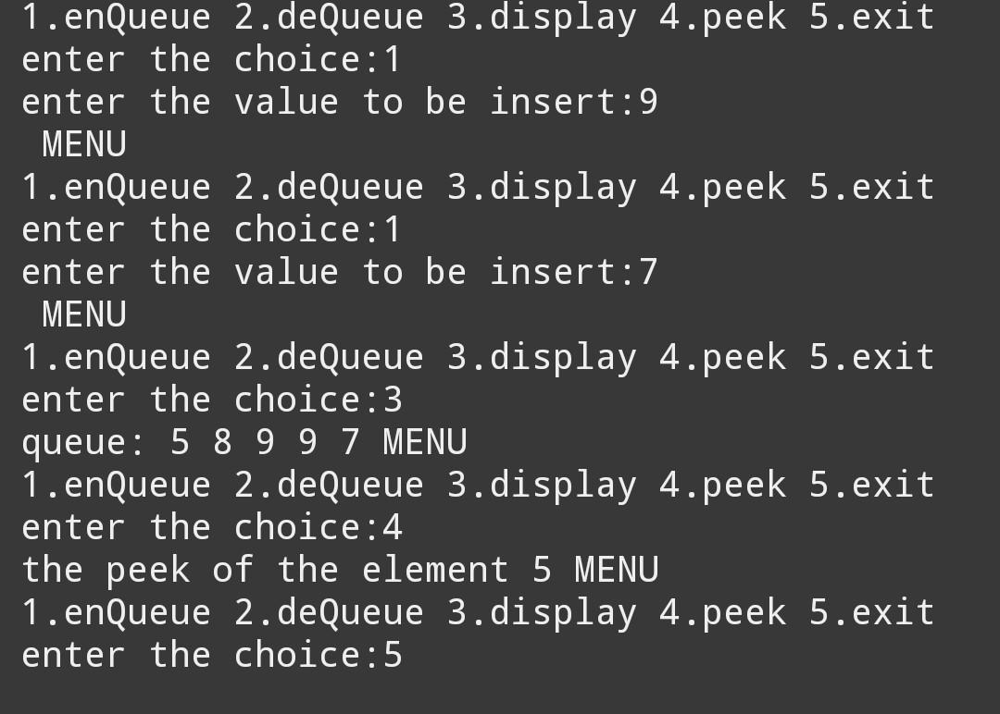 1.enQueue 2.deQueue 3.display 4.peek 5.exit
enter the choice:1
enter the value to be insert:9
MENU
1.enQueue 2.deQueue 3.display 4.peek 5.exit
enter the choice:1
enter the value to be insert:7
MENU
1.enQueue 2.deQueue 3.display 4.peek 5.exit
enter the choice:3
queue: 5 8 9 9 7 MENU
1.enQueue 2.deQueue 3.display 4.peek 5.exit
enter the choice:4
the peek of the element 5 MENU
1.enQueue 2.deQueue 3.display 4.peek 5.exit
enter the choice:5